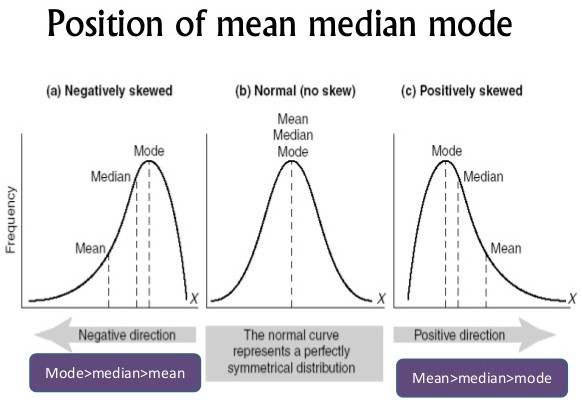 Position of mean median mode
(a) Negatively skewed
(b) Normal (no skew)
(c) Positively skewed
Frequency
Mean
Median
Mode
X
Mean
Median
Mode
X
Mode
Median
Mean
X
Negative direction
The normal curve
represents a perfectly
symmetrical distribution
Positive direction
Mode>median>mean
Mean>median>mode